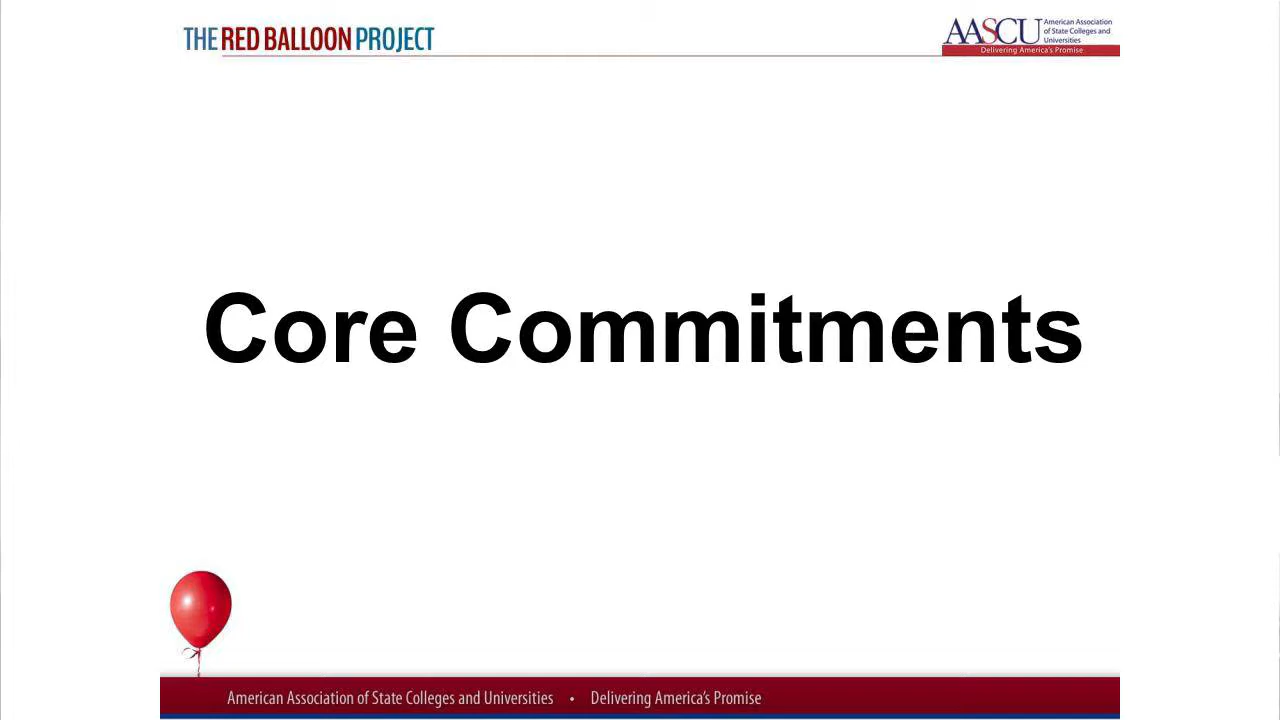 THE RED BALLOON PROJECT
AASCU
American Association
of State Colleges and
Universities
Delivering America's Promise
Core Commitments
American Association of State Colleges and Universities • Delivering America's Promise